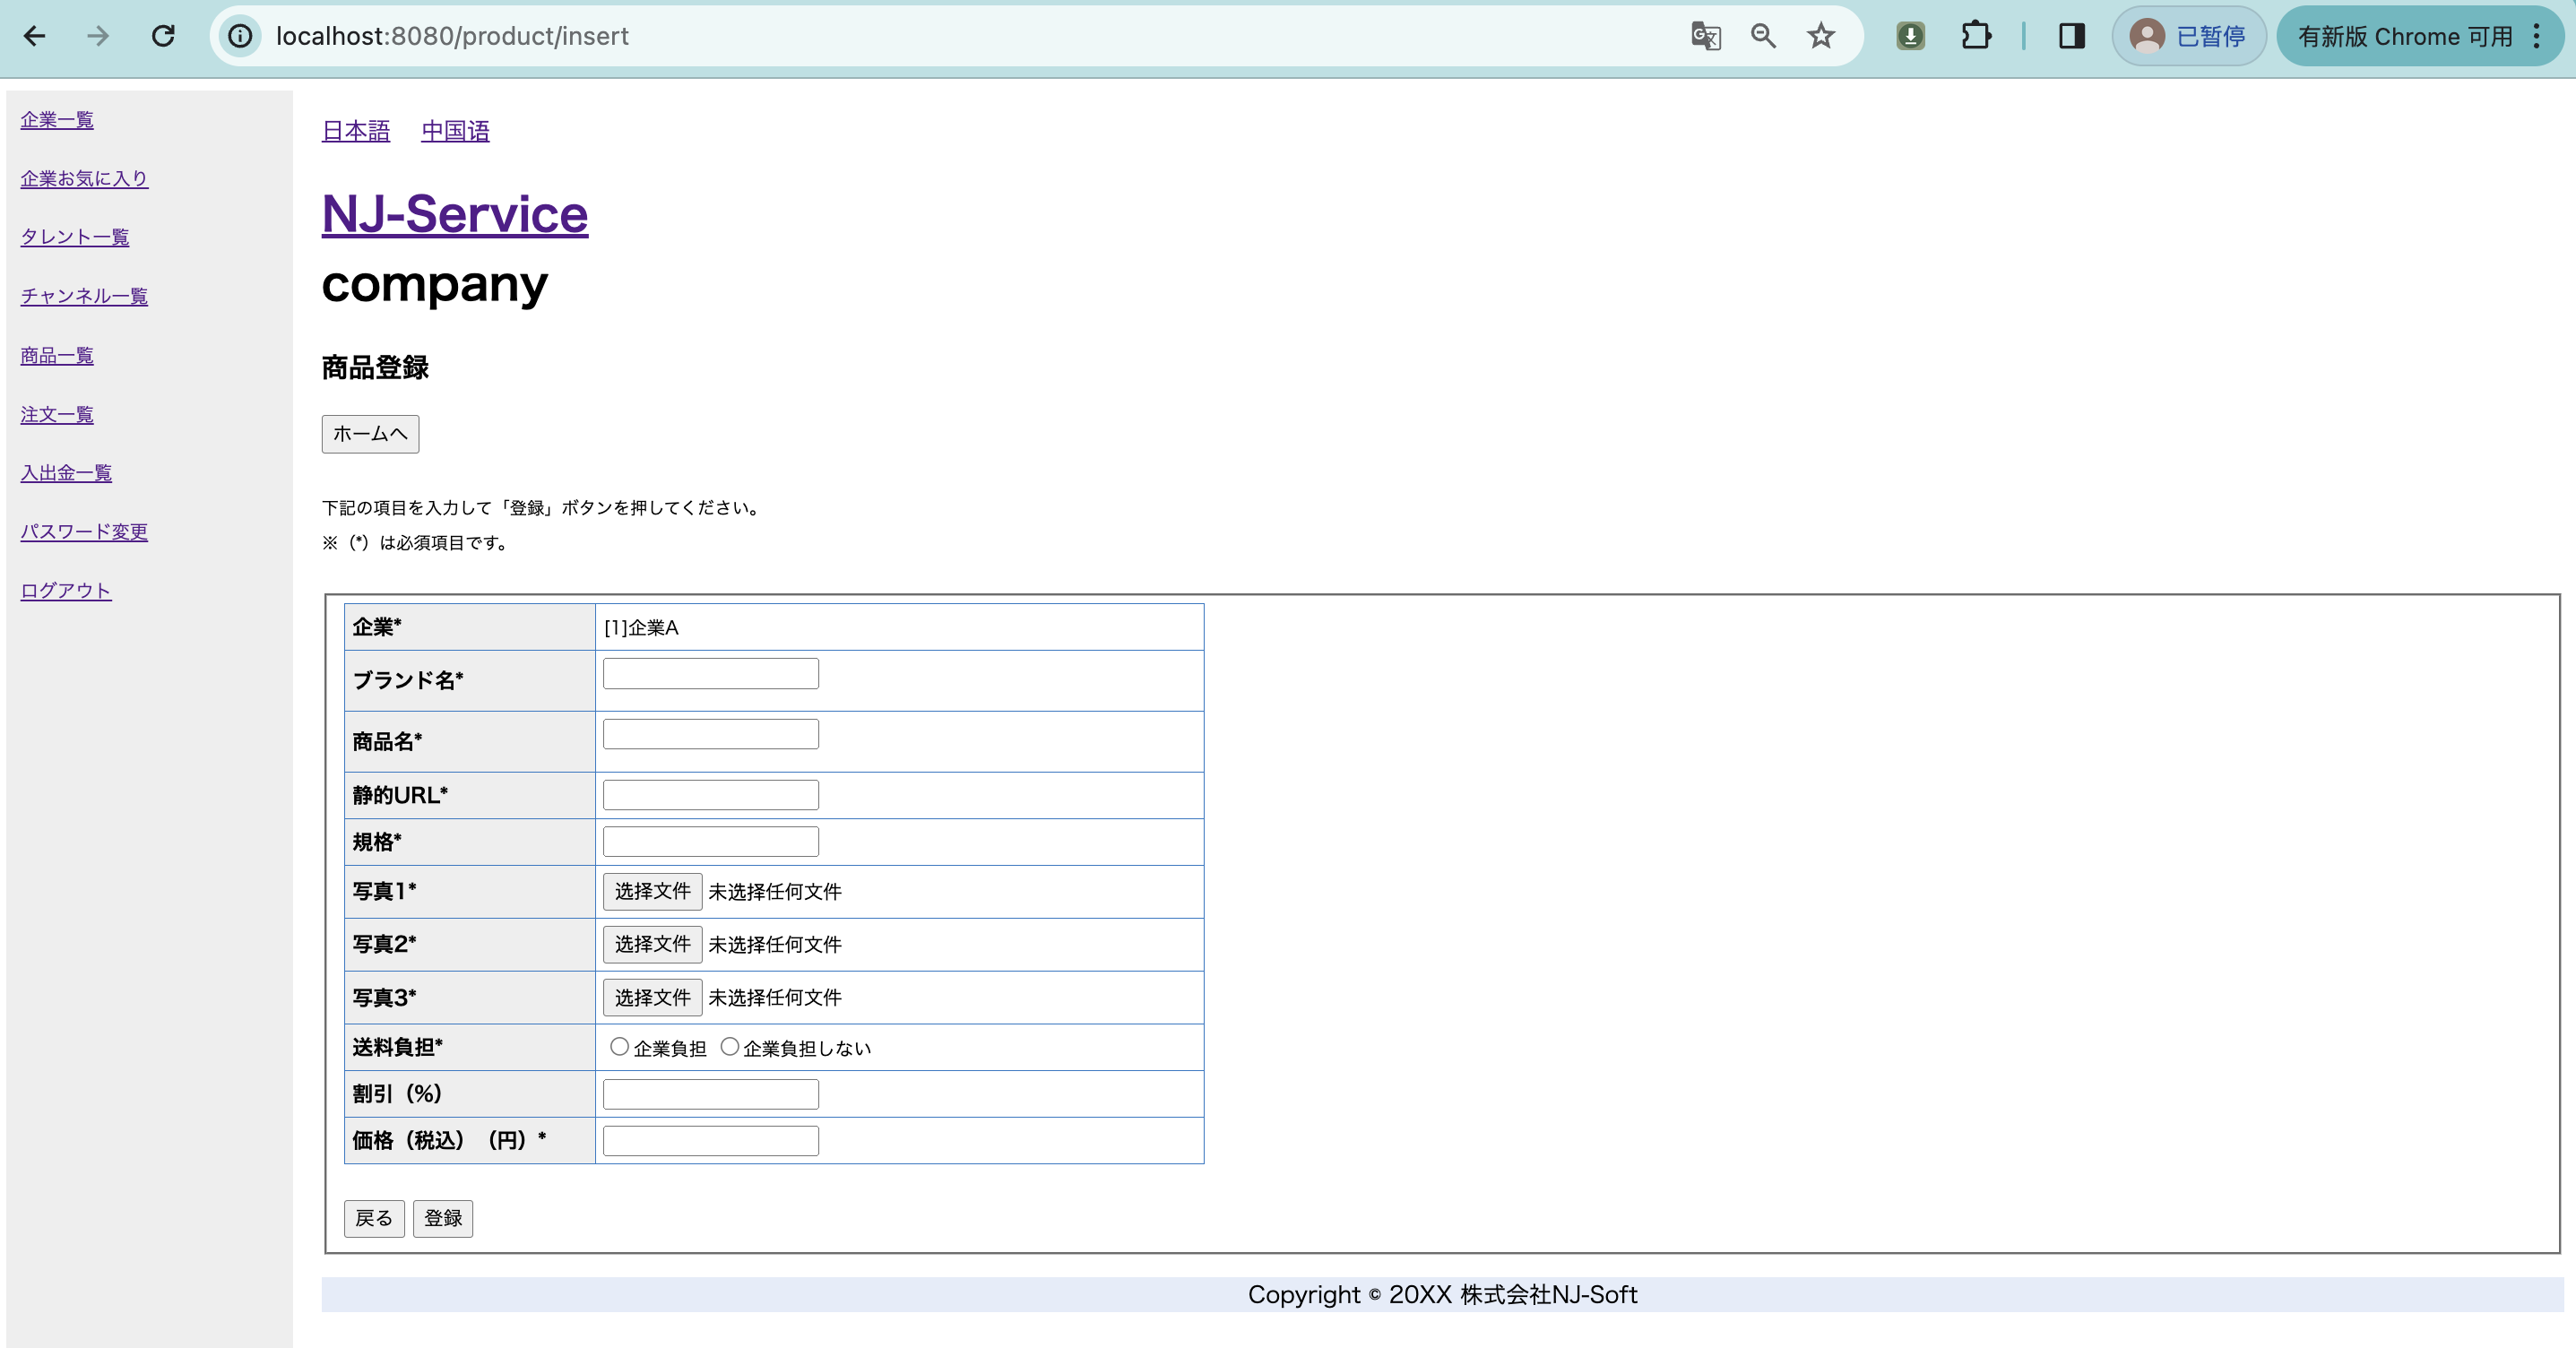 localhost:8080/product/insert
已暂停
有新版 Chrome 可用
企業一覧
企業お気に入り
タレント一覧
チャンネル一覧
商品一覧
注文一覧
入出金一覧
パスワード変更
ログアウト
日本語 中国语
NJ-Service
company
商品登録
ホームへ
下記の項目を入力して「登録」ボタンを押してください。
※（*）は必須項目です。
企業* [1]企業A
ブランド名*
商品名*
静的URL*
規格*
写真1* 选择文件 未选择任何文件
写真2* 选择文件 未选择任何文件
写真3* 选择文件 未选择任何文件
送料負担* 企業負担 企業負担しない
割引（%）
価格（税込）（円）*
戻る 登録
Copyright © 20XX 株式会社NJ-Soft